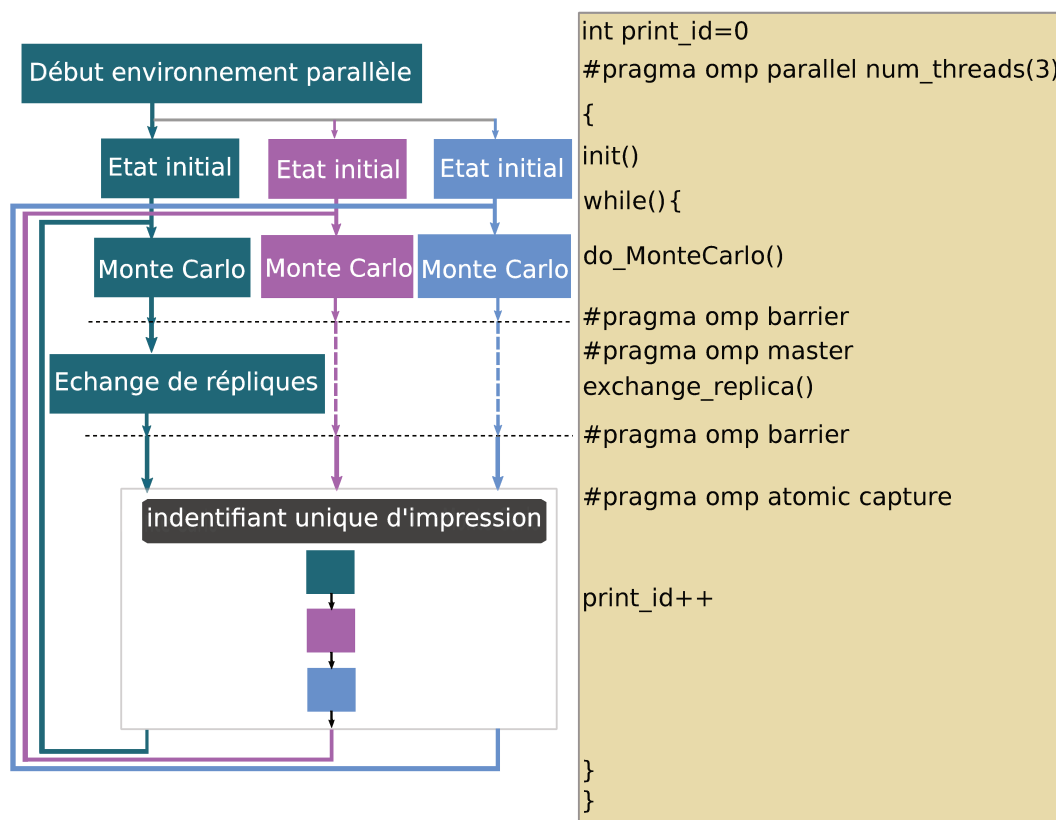 Début environnement parallèle
Etat initial
Etat initial
Etat initial
Monte Carlo
Monte Carlo
Monte Carlo
Echange de répliques
indentifiant unique d'impression
int print_id=0
#pragma omp parallel num_threads(3)
{
init()
while(){
do_MonteCarlo()
#pragma omp barrier
#pragma omp master
exchange_replica()
#pragma omp barrier
#pragma omp atomic capture
print_id++
}
}